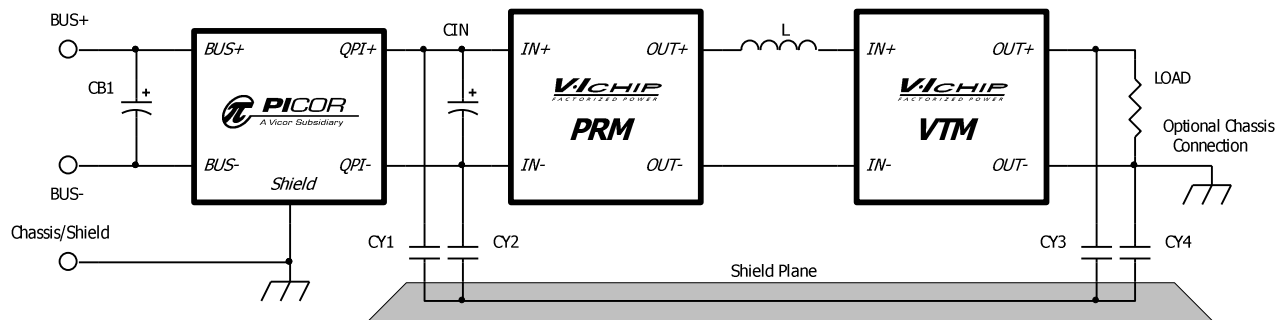 BUS+
CB1
BUS-
Chassis/Shield
BUS+
QPI+
π PICOR
A Vicor Subsidiary
BUS-
QPI-
Shield
CIN
CY1
CY2
IN+
OUT+
V·I CHIP
FACTORIZED POWER
PRM
IN-
OUT-
L
IN+
OUT+
V·I CHIP
FACTORIZED POWER
VTM
IN-
OUT-
LOAD
Optional Chassis
Connection
CY3
CY4
Shield Plane
+
+